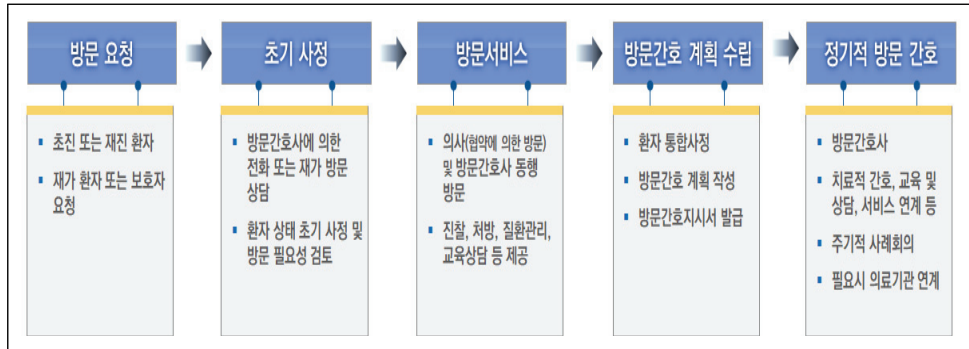 방문 요청
초진 또는 재진 환자
재가 환자 또는 보호자
요청
초기 사정
방문간호사에 의한
전화 또는 재가 방문
상담
환자 상태 초기 사정 및
방문 필요성 검토
방문서비스
의사(협약에 의한 방문)
및 방문간호사 동행
방문
진찰, 처방, 질환관리,
교육상담 등 제공
방문간호 계획 수립
환자 통합사정
방문간호 계획 작성
방문간호지시서 발급
정기적 방문 간호
방문간호사
치료적 간호, 교육 및
상담, 서비스 연계 등
주기적 사례회의
필요시 의료기관 연계